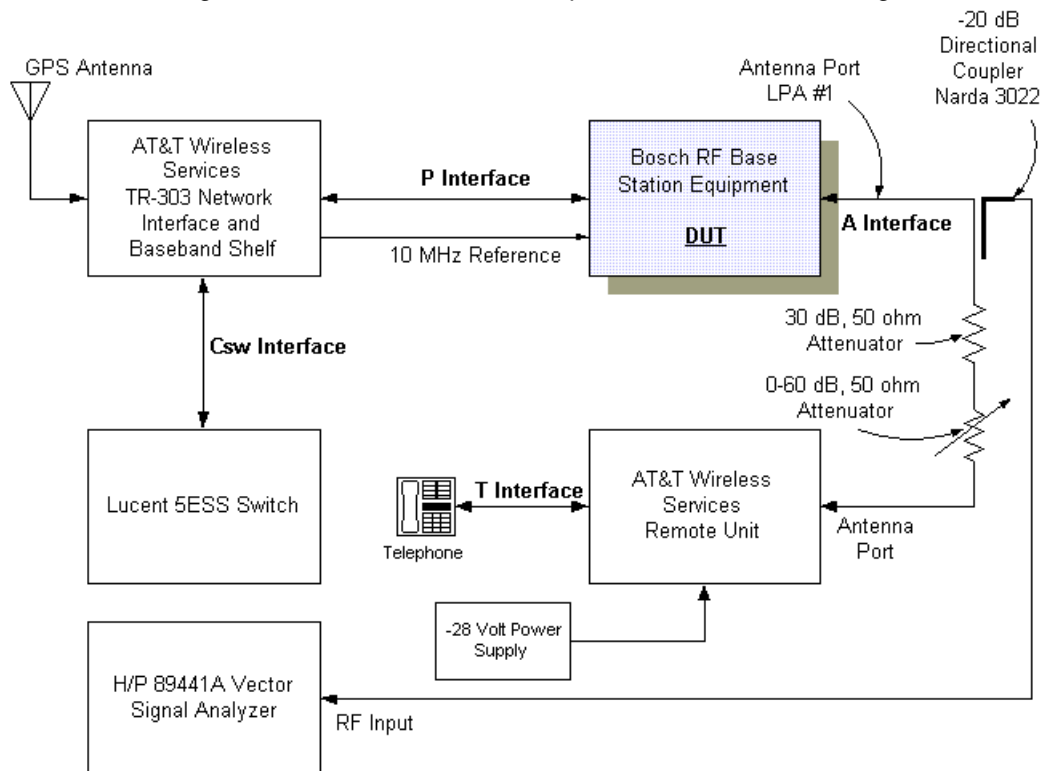 -20 dB
Directional
Coupler
Narda 3022
GPS Antenna
Antenna Port
LPA #1
AT&T Wireless
Services
TR-303 Network
Interface and
Baseband Shelf
P Interface
10 MHz Reference
Bosch RF Base
Station Equipment
DUT
A Interface
30 dB, 50 ohm
Attenuator
Csw Interface
0-60 dB, 50 ohm
Attenuator
Lucent 5ESS Switch
Telephone
T Interface
AT&T Wireless
Services
Remote Unit
Antenna
Port
-28 Volt Power
Supply
H/P 89441A Vector
Signal Analyzer
RF Input